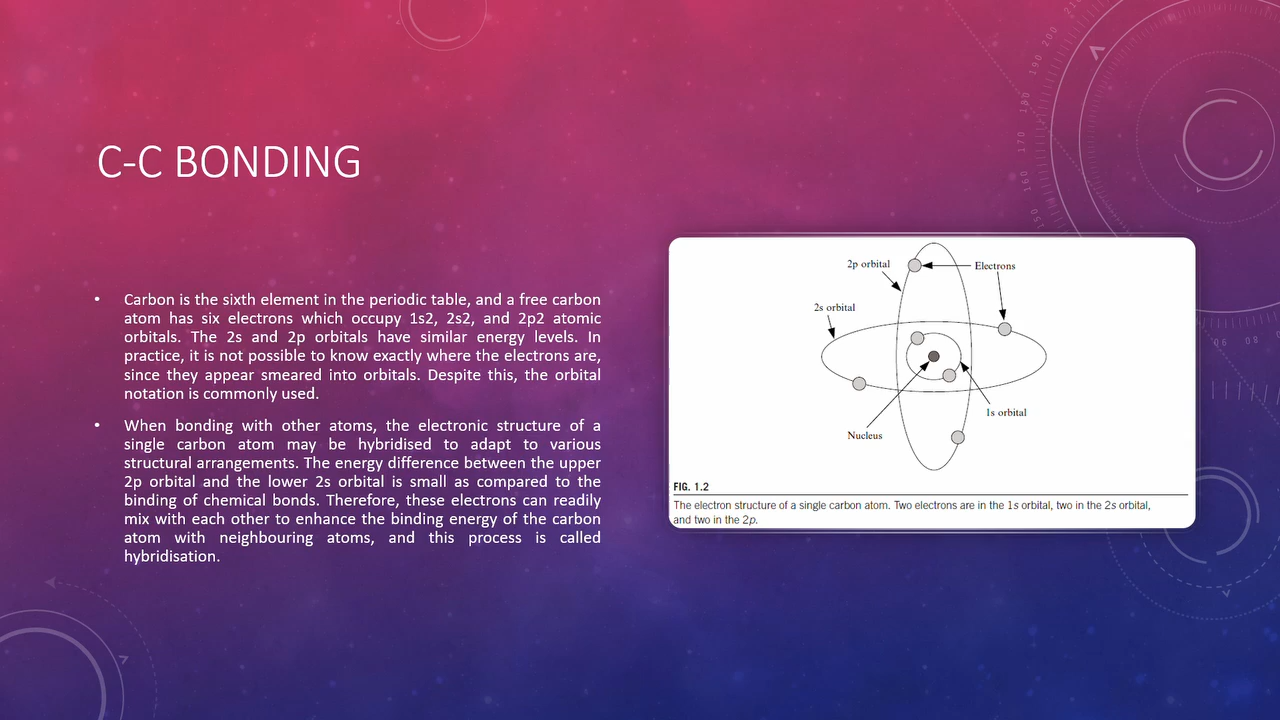 C-C BONDING
• Carbon is the sixth element in the periodic table, and a free carbon
atom has six electrons which occupy 1s2, 2s2, and 2p2 atomic
orbitals. The 2s and 2p orbitals have similar energy levels. In
practice, it is not possible to know exactly where the electrons are,
since they appear smeared into orbitals. Despite this, the orbital
notation is commonly used.
• When bonding with other atoms, the electronic structure of a
single carbon atom may be hybridised to adapt to various
structural arrangements. The energy difference between the upper
2p orbital and the lower 2s orbital is small as compared to the
binding of chemical bonds. Therefore, these electrons can readily
mix with each other to enhance the binding energy of the carbon
atom with neighbouring atoms, and this process is called
hybridisation.
2p orbital
Electrons
2s orbital
1s orbital
Nucleus
FIG. 1.2
The electron structure of a single carbon atom. Two electrons are in the 1s orbital, two in the 2s orbital,
and two in the 2p.
200
190
180
170
160
150